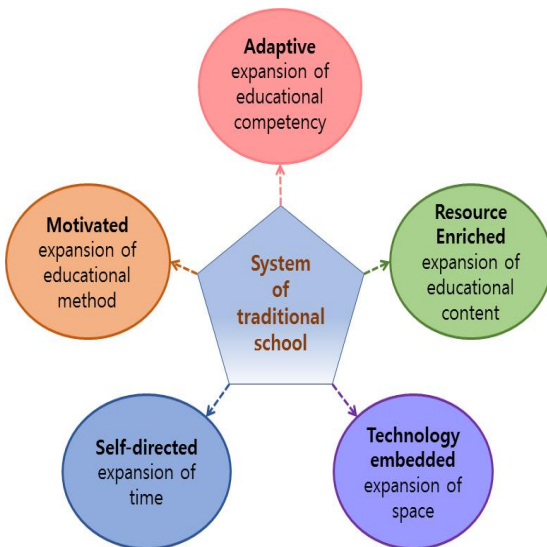 Adaptive
expansion of
educational
competency
Motivated
expansion of
educational
method
Resource
Enriched
expansion of
educational
content
System
of
traditional
school
Self-directed
expansion of
time
Technology
embedded
expansion of
space